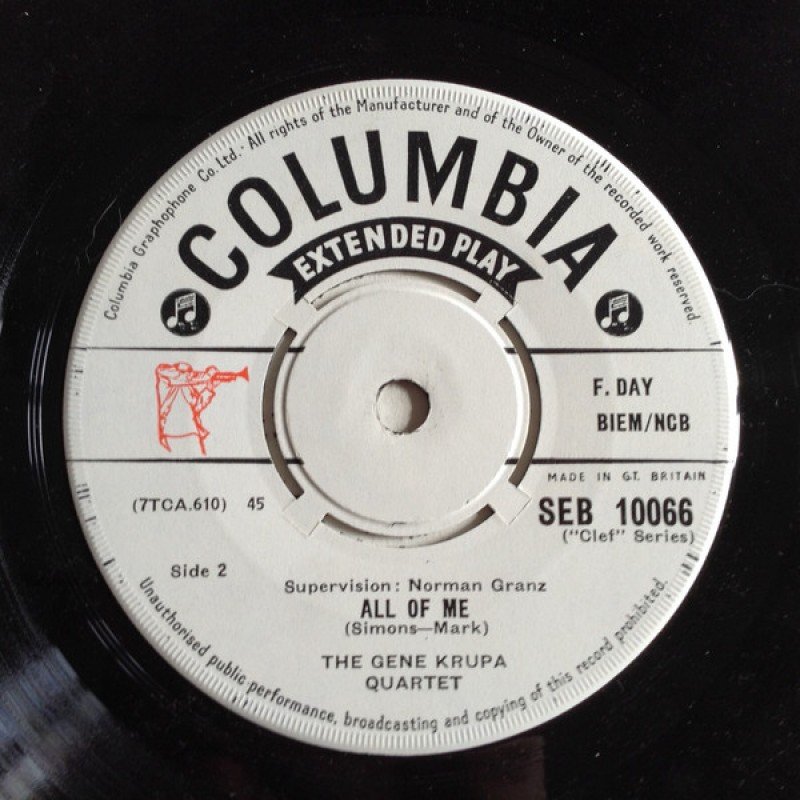 Columbia Graphophone Co. Ltd. · All rights of the Manufacturer and of the Owner of the recorded work reserved.
COLUMBIA
EXTENDED PLAY
F. DAY
BIEM/NCB
MADE IN GT. BRITAIN
(7TCA.610) 45
SEB 10066
("Clef" Series)
Side 2
Supervision: Norman Granz
ALL OF ME
(Simons—Mark)
THE GENE KRUPA
QUARTET
Unauthorised public performance, broadcasting and copying of this record prohibited.